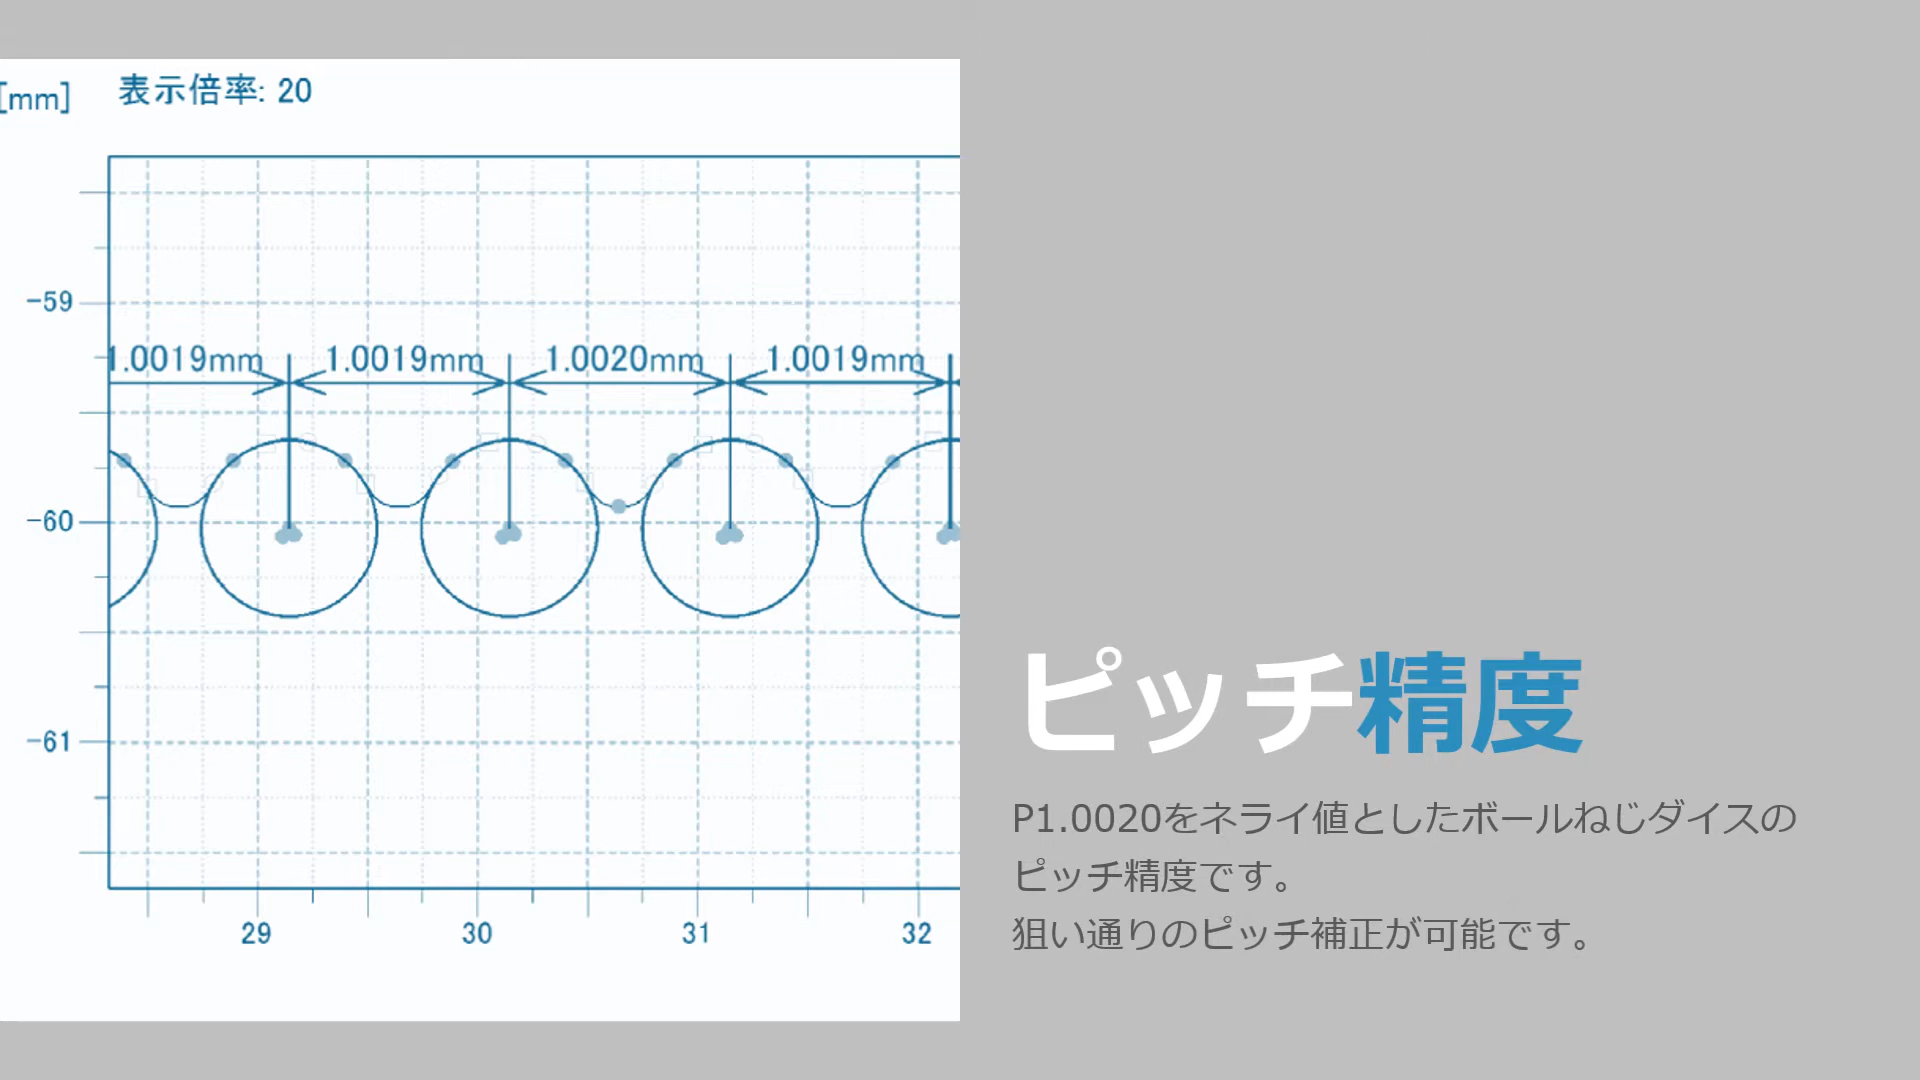 [mm] 表示倍率: 20
-59
1.0019mm 1.0019mm 1.0020mm 1.0019mm
-60
-61
29 30 31 32
ピッチ精度
P1.0020をネライ値としたボールねじダイスの
ピッチ精度です。
狙い通りのピッチ補正が可能です。